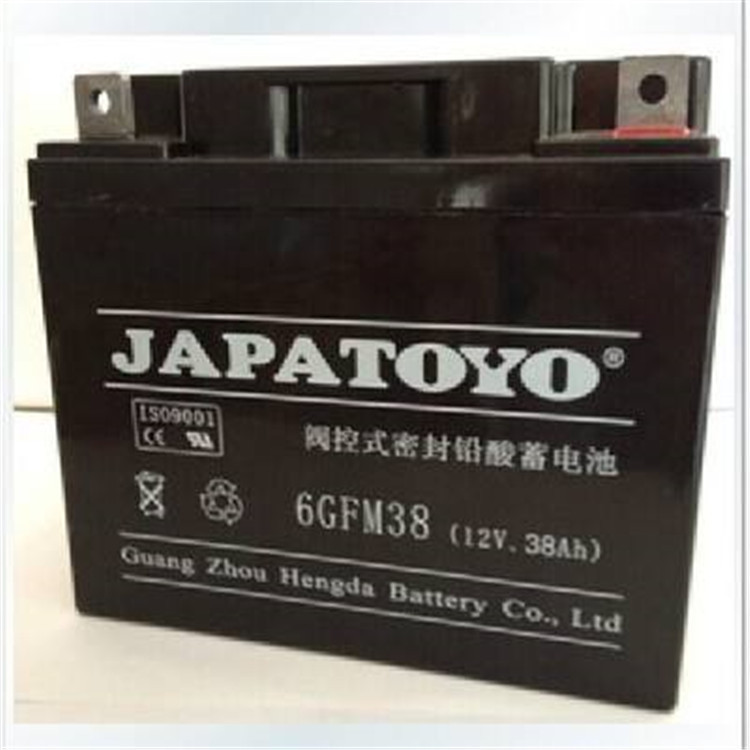 JAPATOYO®
ISO9001
CE UL
阀控式密封铅酸蓄电池
6GFM38 (12V.38Ah)
Guang Zhou Hengda Battery Co., Ltd